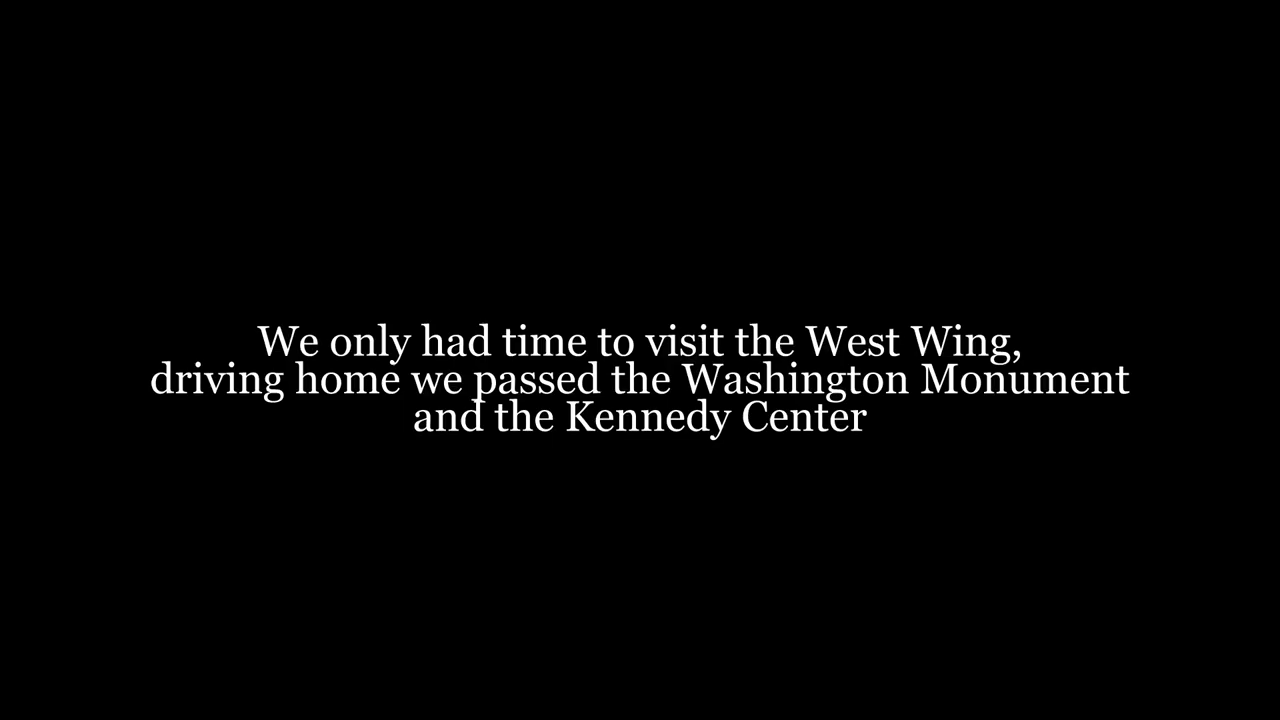 We only had time to visit the West Wing,
driving home we passed the Washington Monument
and the Kennedy Center